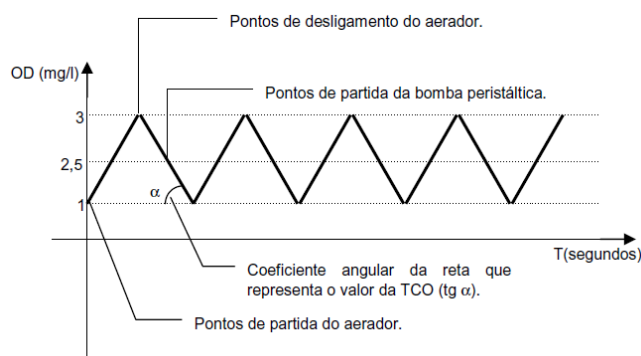 Pontos de desligamento do aerador.
OD (mg/l)
Pontos de partida da bomba peristáltica.
3
2,5
α
1
T(segundos)
Coeficiente angular da reta que
representa o valor da TCO (tg α).
Pontos de partida do aerador.